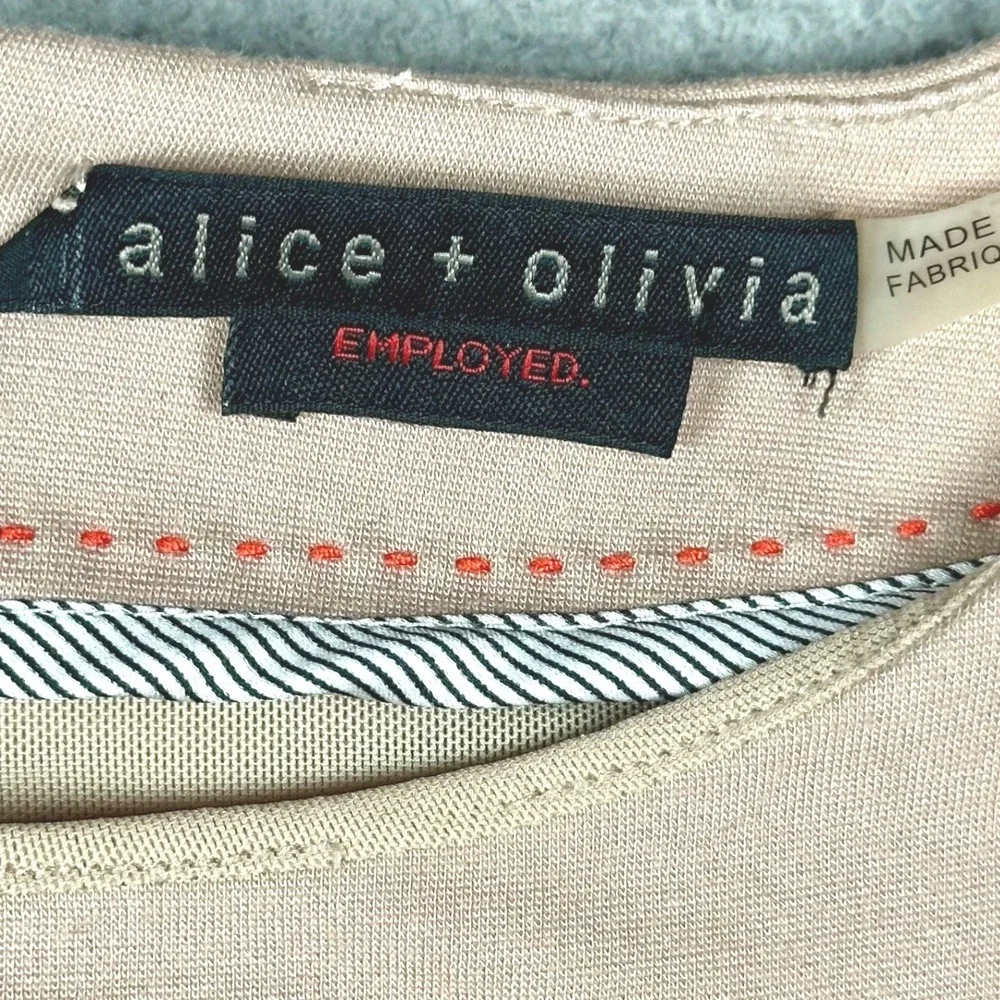 alice + olivia
EMPLOYED.
MADE
FABRIQ